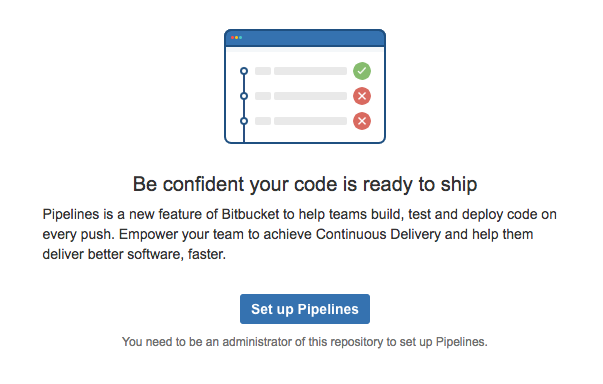 Be confident your code is ready to ship
Pipelines is a new feature of Bitbucket to help teams build, test and deploy code on
every push. Empower your team to achieve Continuous Delivery and help them
deliver better software, faster.
Set up Pipelines
You need to be an administrator of this repository to set up Pipelines.